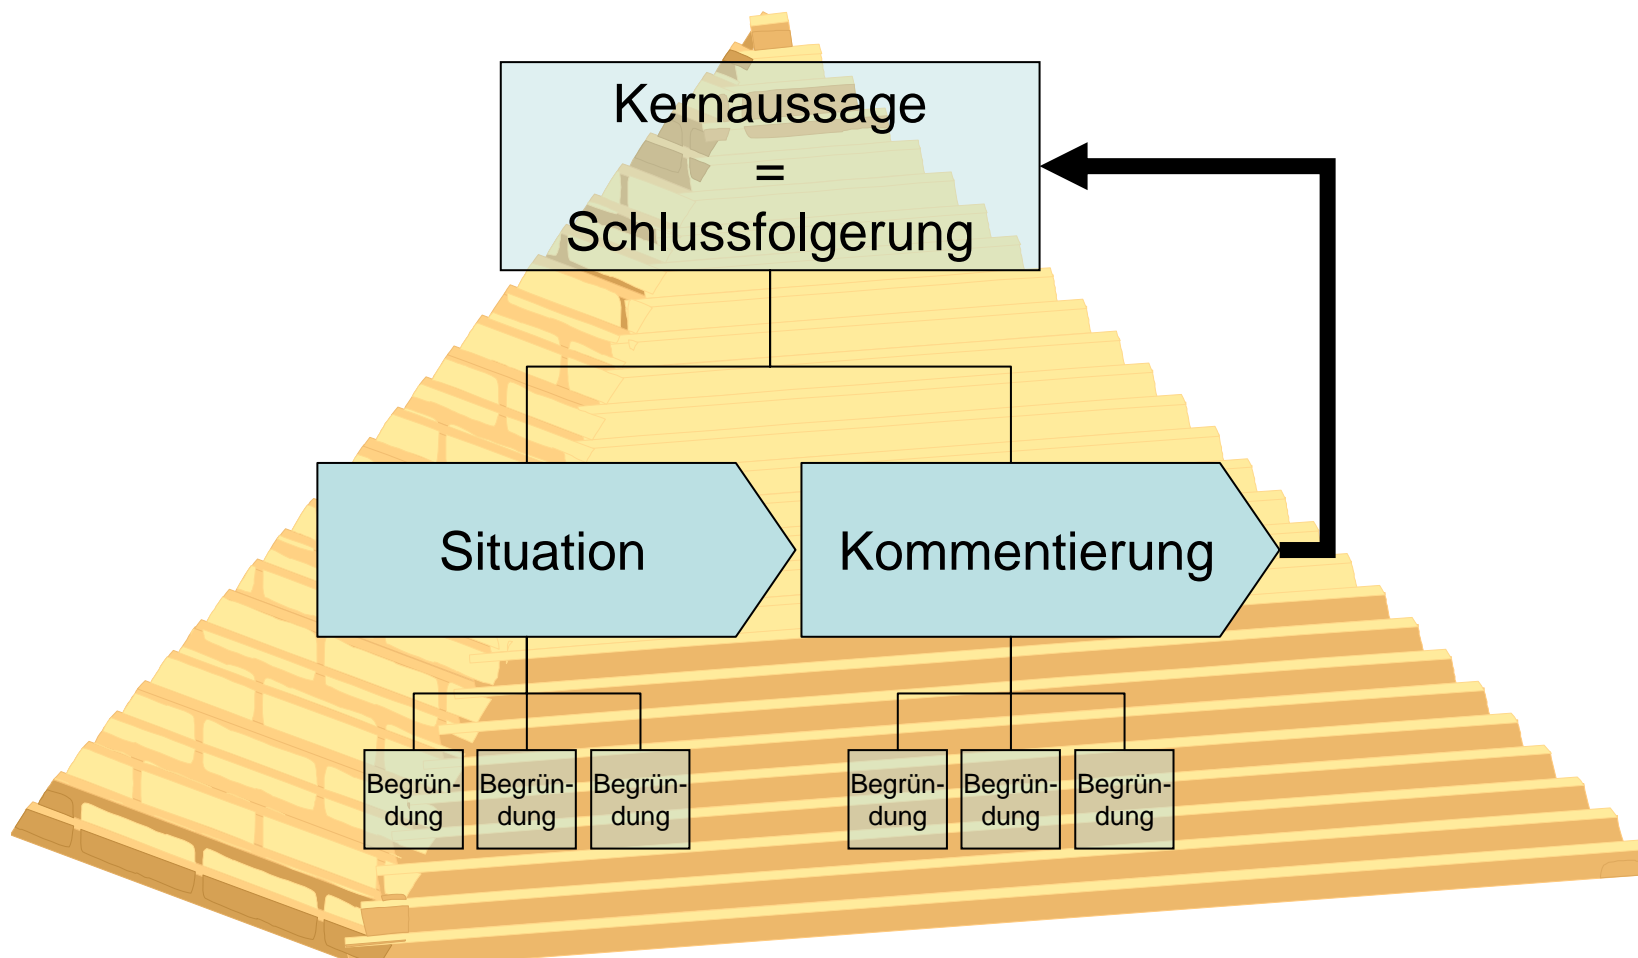 Kernaussage
=
Schlussfolgerung
Situation
Kommentierung
Begrün-
dung
Begrün-
dung
Begrün-
dung
Begrün-
dung
Begrün-
dung
Begrün-
dung